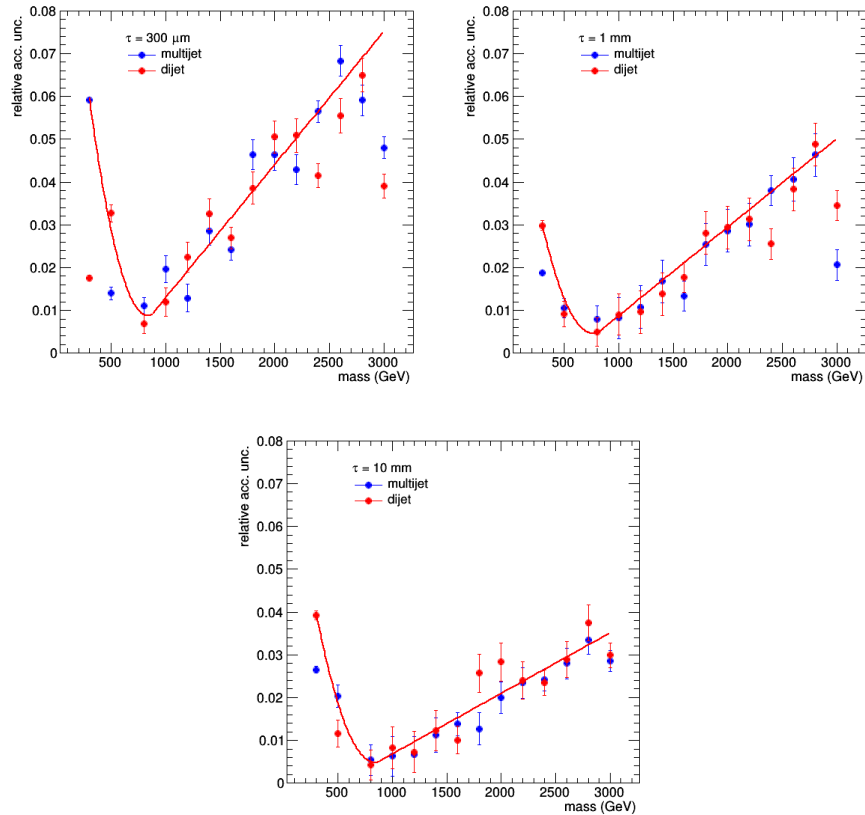 relative acc. unc.
0.08
0.07
0.06
0.05
0.04
0.03
0.02
0.01
0
τ = 300 μm
multijet
dijet
500 1000 1500 2000 2500 3000
mass (GeV)
relative acc. unc.
0.08
0.07
0.06
0.05
0.04
0.03
0.02
0.01
0
τ = 1 mm
multijet
dijet
500 1000 1500 2000 2500 3000
mass (GeV)
relative acc. unc.
0.08
0.07
0.06
0.05
0.04
0.03
0.02
0.01
0
τ = 10 mm
multijet
dijet
500 1000 1500 2000 2500 3000
mass (GeV)